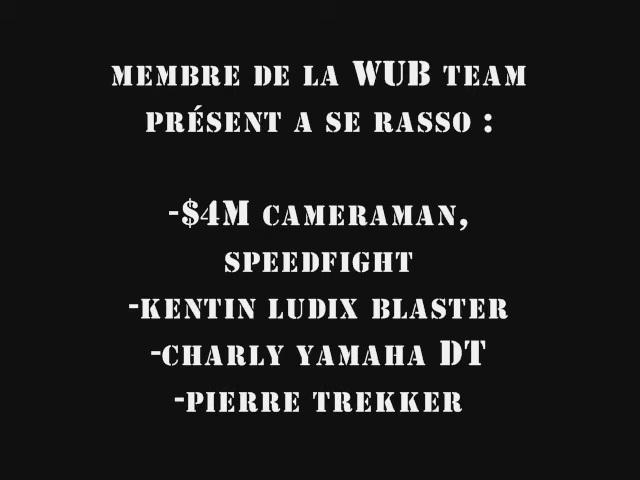 MEMBRE DE LA WUB TEAM
PRÉSENT A SE RASSO :
-$4M CAMERAMAN,
SPEEDFIGHT
-KENTIN LUDIX BLASTER
-CHARLY YAMAHA DT
-PIERRE TREKKER